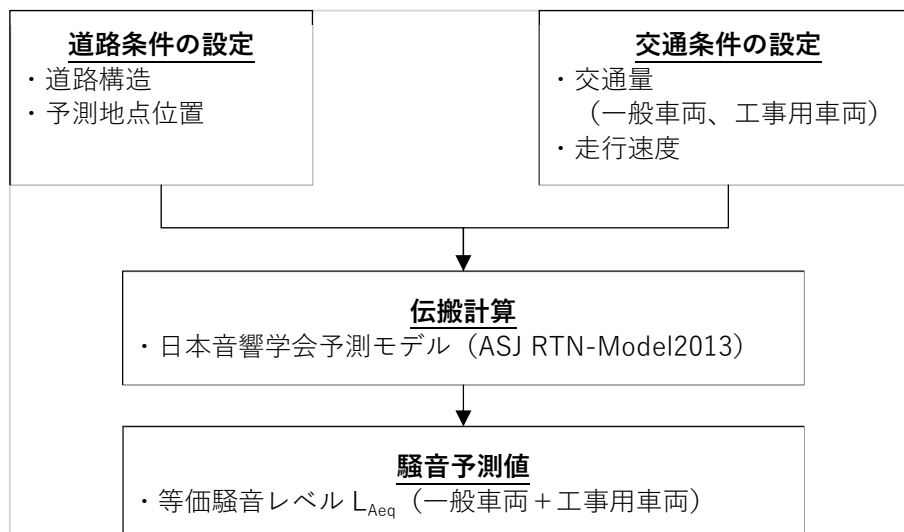 道路条件の設定
・道路構造
・予測地点位置
交通条件の設定
・交通量
（一般車両、工事用車両）
・走行速度
伝搬計算
・日本音響学会予測モデル（ASJ RTN-Model2013）
騒音予測値
・等価騒音レベル LAeq（一般車両＋工事用車両）